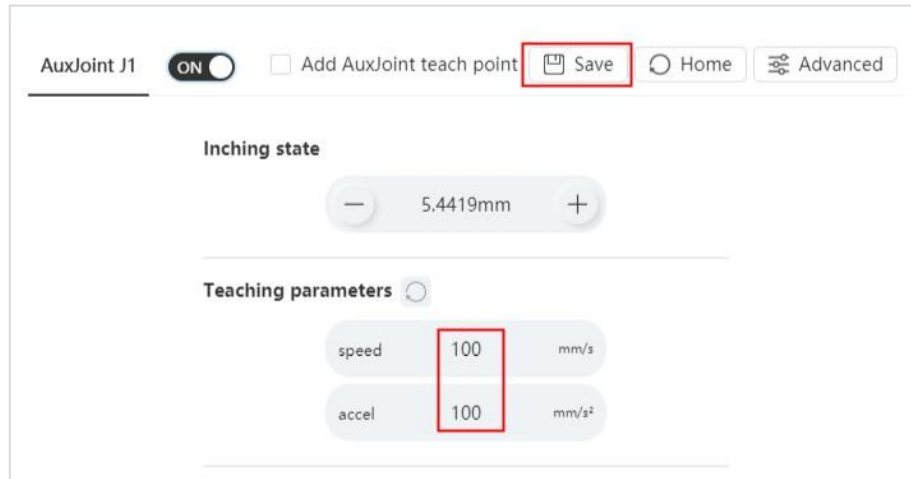 AuxJoint J1 ON Add AuxJoint teach point Save Home Advanced
Inching state
5.4419mm
Teaching parameters
speed 100 mm/s
accel 100 mm/s²